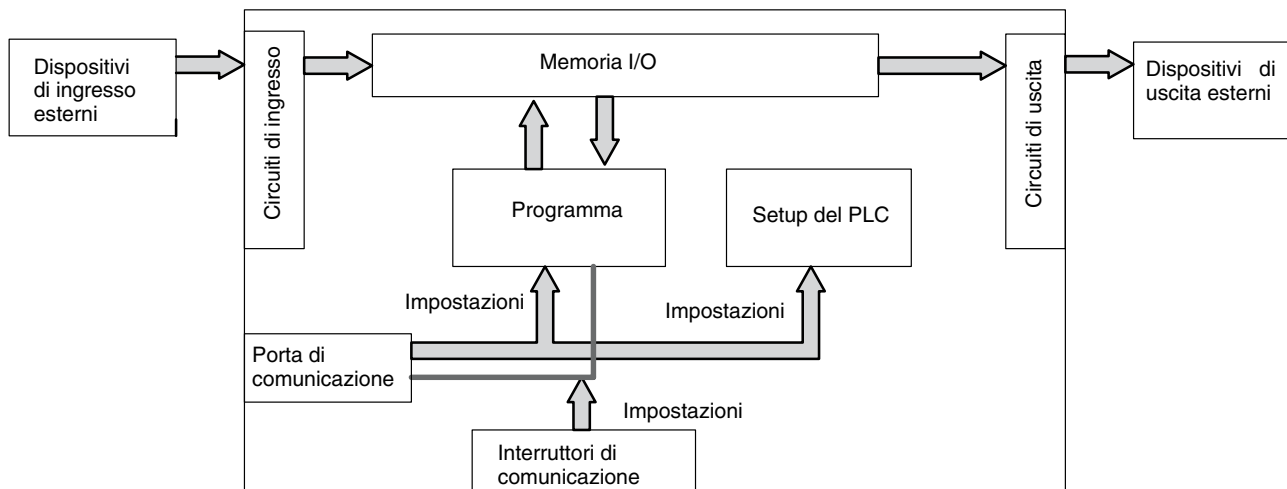 Dispositivi
di ingresso
esterni
Circuiti di ingresso
Memoria I/O
Circuiti di uscita
Dispositivi di
uscita esterni
Programma
Setup del PLC
Impostazioni
Impostazioni
Porta di
comunicazione
Impostazioni
Interruttori di
comunicazione